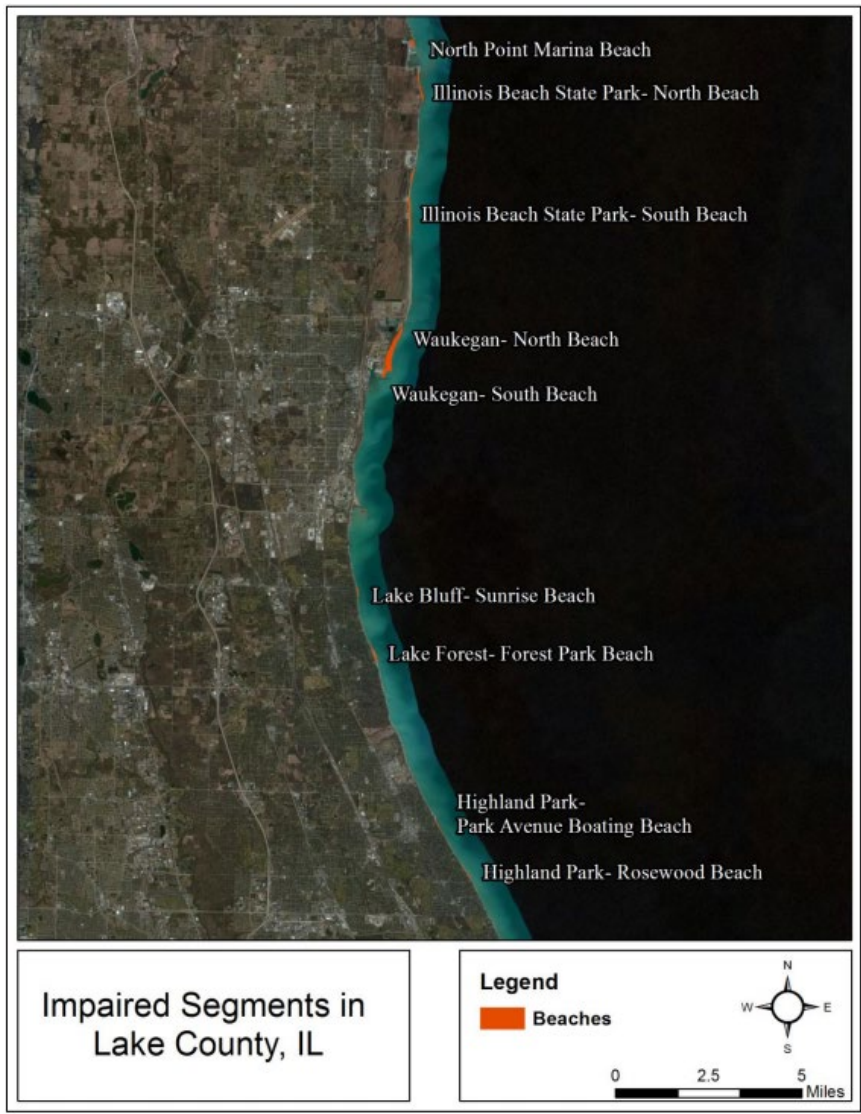 North Point Marina Beach
Illinois Beach State Park- North Beach
Illinois Beach State Park- South Beach
Waukegan- North Beach
Waukegan- South Beach
Lake Bluff- Sunrise Beach
Lake Forest- Forest Park Beach
Highland Park-
Park Avenue Boating Beach
Highland Park- Rosewood Beach
Impaired Segments in
Lake County, IL
Legend
Beaches
N
W E
S
0 2.5 5
Miles